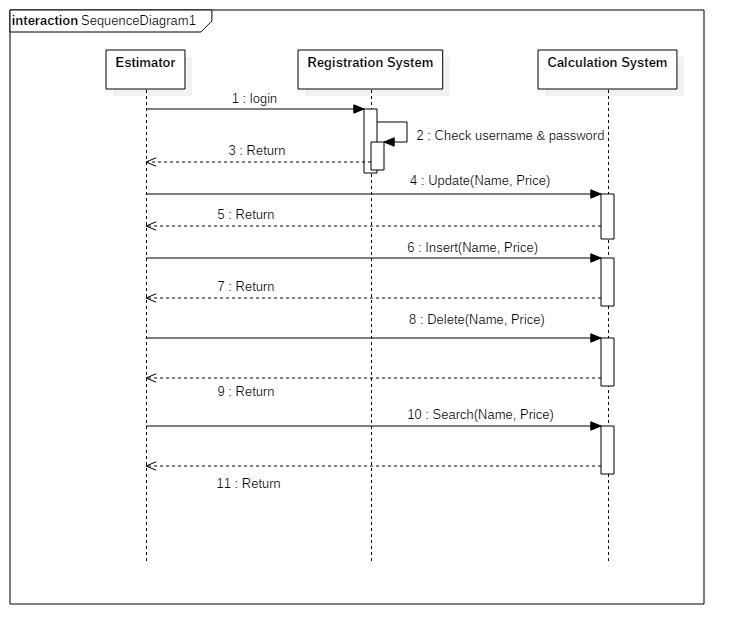 interaction SequenceDiagram1
Estimator
Registration System
Calculation System
1 : login
2 : Check username & password
3 : Return
4 : Update(Name, Price)
5 : Return
6 : Insert(Name, Price)
7 : Return
8 : Delete(Name, Price)
9 : Return
10 : Search(Name, Price)
11 : Return